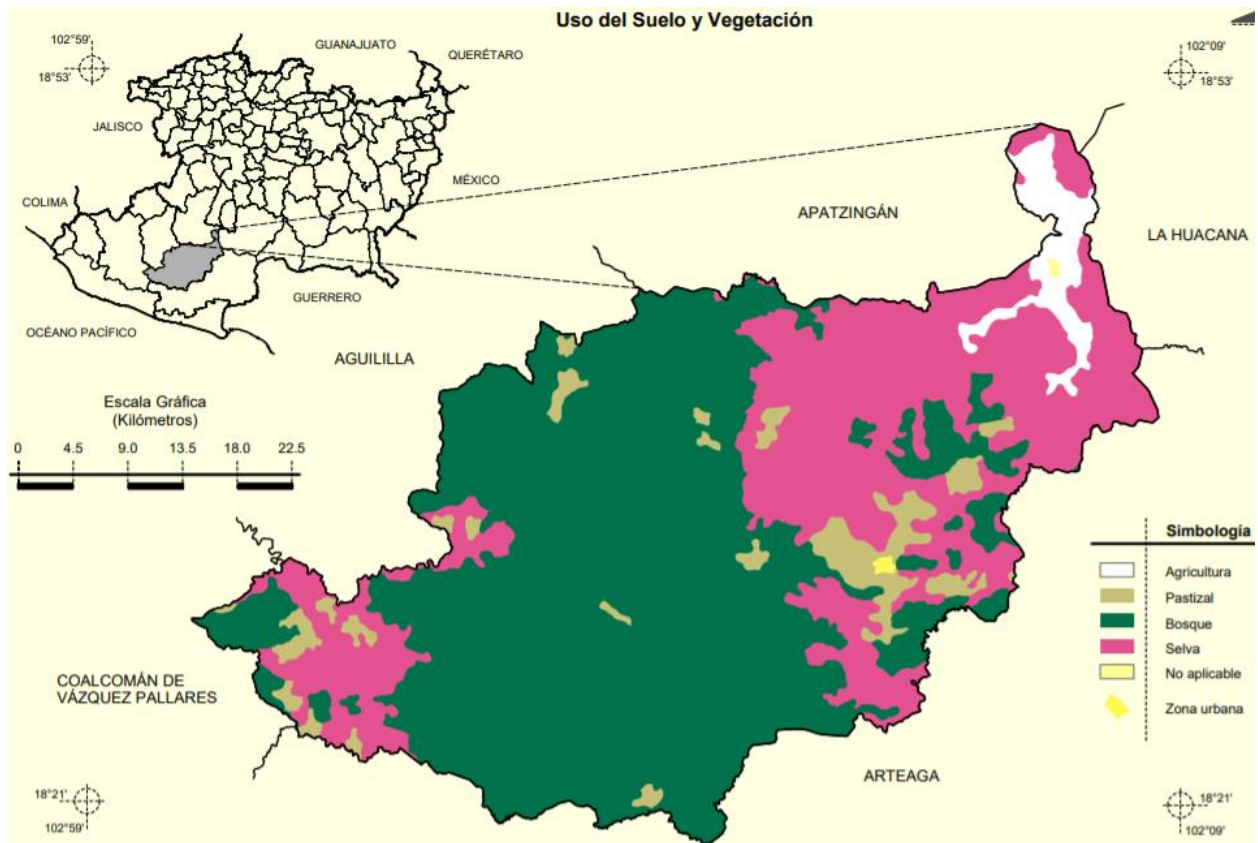 Uso del Suelo y Vegetación
102°59'
18°53'
GUANAJUATO
QUERÉTARO
102°09'
18°53'
JALISCO
MÉXICO
COLIMA
GUERRERO
OCÉANO PACÍFICO
APATZINGÁN
LA HUACANA
AGUILILLA
Escala Gráfica
(Kilómetros)
0 4.5 9.0 13.5 18.0 22.5
COALCOMÁN DE
VÁZQUEZ PALLARES
ARTEAGA
Simbología
Agricultura
Pastizal
Bosque
Selva
No aplicable
Zona urbana
18°21'
102°59'
18°21'
102°09'